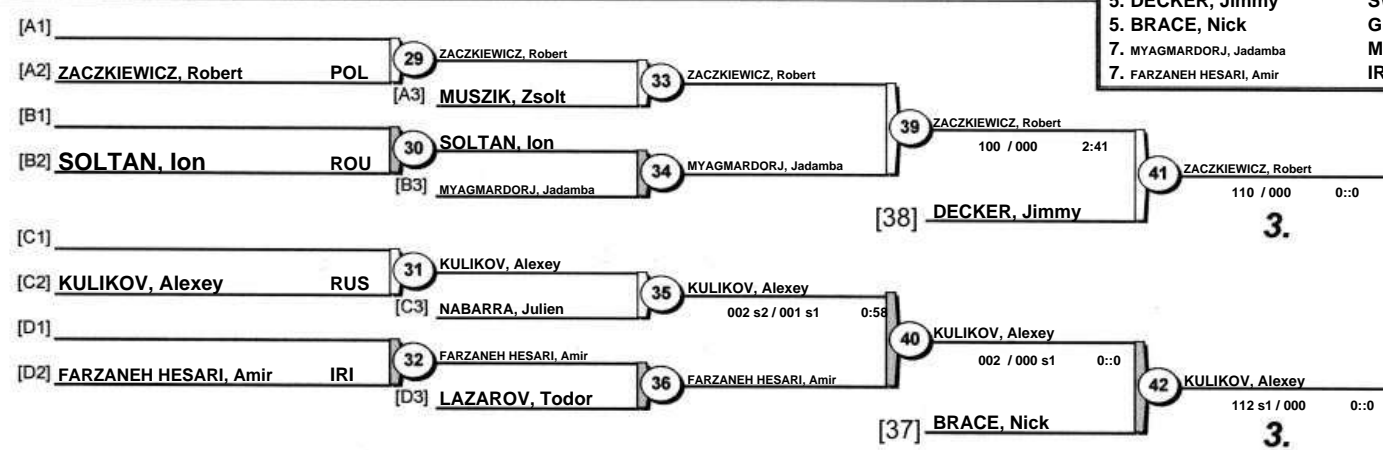 5. DECKER, Jimmy
5. BRACE, Nick G
7. MYAGMARDORJ, Jadamba M
7. FARZANEH HESARI, Amir IR
[A1]
[A2] ZACZKIEWICZ, Robert POL
29
ZACZKIEWICZ, Robert
[A3] MUSZIK, Zsolt
33
ZACZKIEWICZ, Robert
[B1]
[B2] SOLTAN, Ion ROU
30
SOLTAN, Ion
[B3] MYAGMARDORJ, Jadamba
34
MYAGMARDORJ, Jadamba
39
ZACZKIEWICZ, Robert
100 / 000 2:41
[38] DECKER, Jimmy
41
ZACZKIEWICZ, Robert
110 / 000 0::0
3.
[C1]
[C2] KULIKOV, Alexey RUS
31
KULIKOV, Alexey
[C3] NABARRA, Julien
35
KULIKOV, Alexey
002 s2 / 001 s1 0:58
[D1]
[D2] FARZANEH HESARI, Amir IRI
32
FARZANEH HESARI, Amir
[D3] LAZAROV, Todor
36
FARZANEH HESARI, Amir
40
KULIKOV, Alexey
002 / 000 s1 0::0
[37] BRACE, Nick
42
KULIKOV, Alexey
112 s1 / 000 0::0
3.